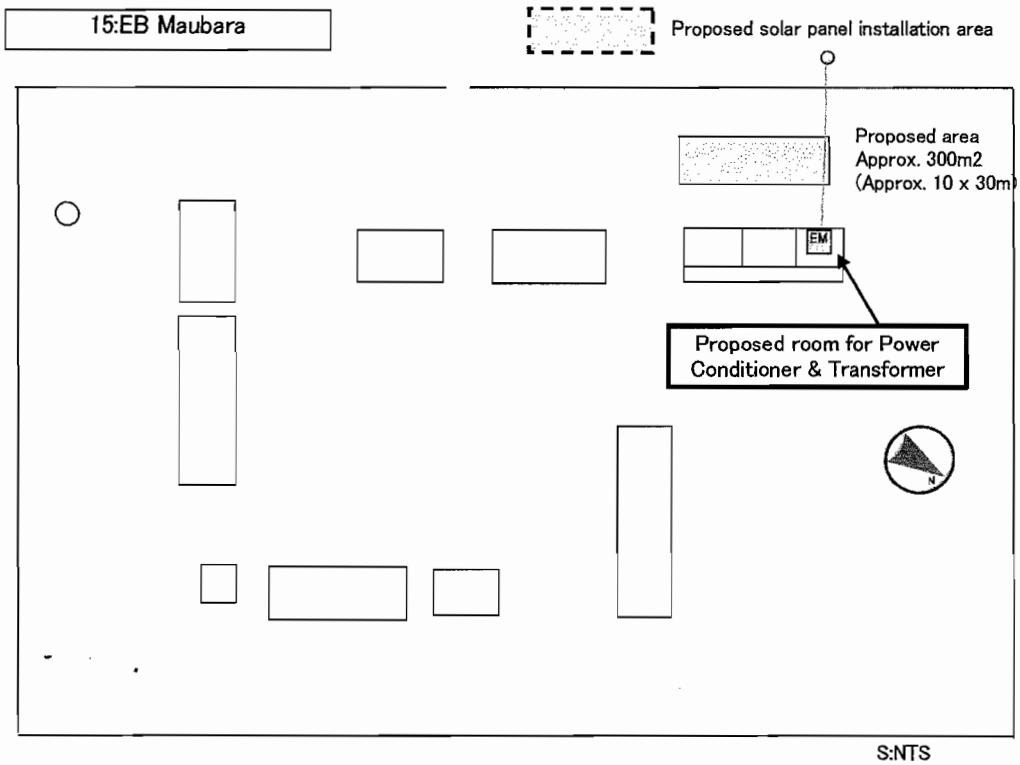 15:EB Maubara
Proposed solar panel installation area
Proposed area
Approx. 300m2
(Approx. 10 x 30m)
EM
Proposed room for Power
Conditioner & Transformer
N
S:NTS